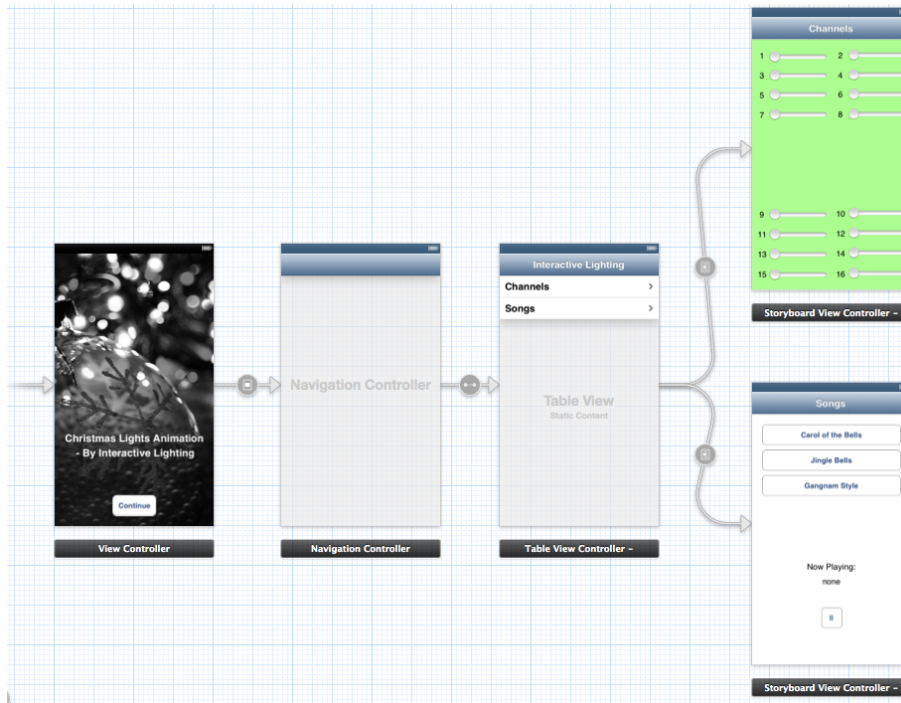 Channels
1 2
3 4
5 6
7 8
9 10
11 12
13 14
15 16
Storyboard View Controller -
Christmas Lights Animation
- By Interactive Lighting
Continue
View Controller
Navigation Controller
Navigation Controller
Interactive Lighting
Channels
Songs
Table View
Static Content
Table View Controller -
Songs
Carol of the Bells
Jingle Bells
Gangnam Style
Now Playing:
none
II
Storyboard View Controller -